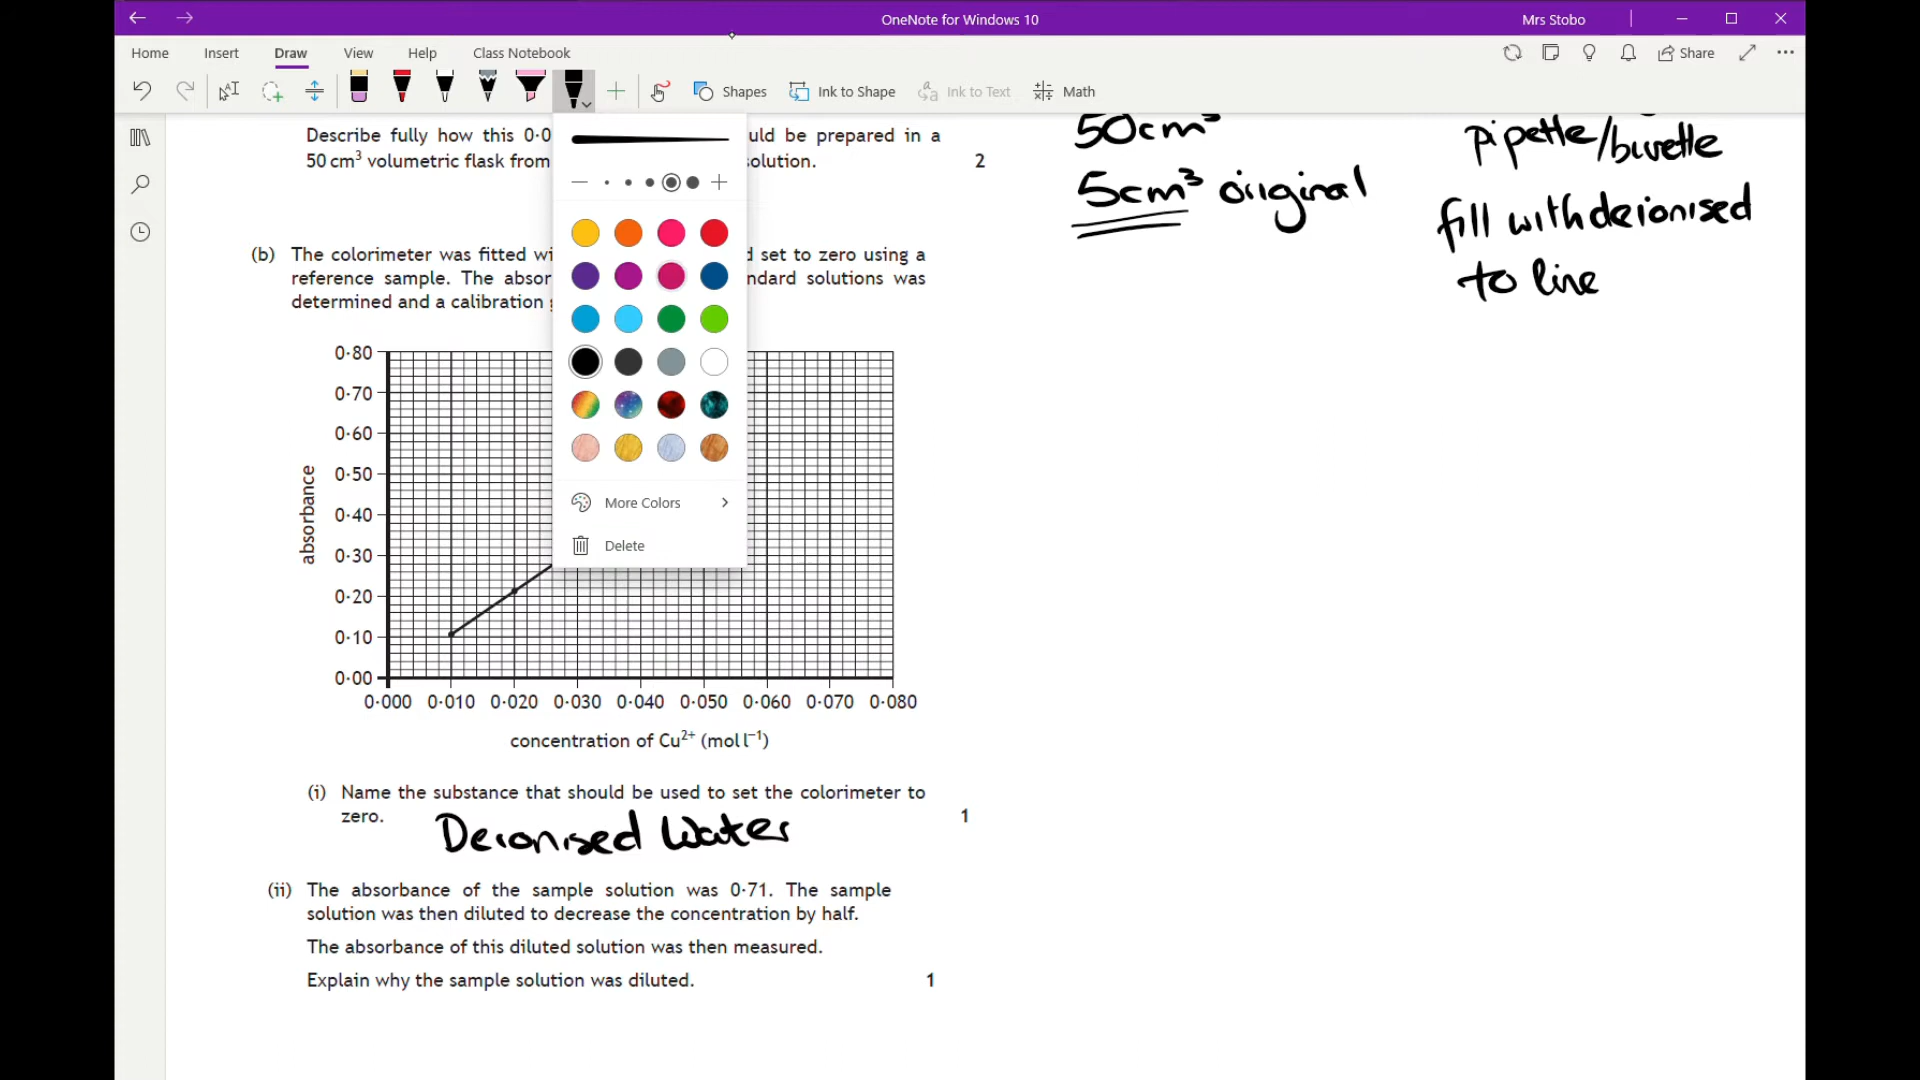 OneNote for Windows 10
Mrs Stobo
Home Insert Draw View Help Class Notebook
Share
Shapes Ink to Shape Ink to Text Math
Describe fully how this 0·0
uld be prepared in a
50 cm³ volumetric flask from
solution.
2
50cm³
5cm³ original
pipette/burette
fill with deionised
to line
(b) The colorimeter was fitted wi
d set to zero using a
reference sample. The absor
ndard solutions was
determined and a calibration
More Colors
Delete
0·80
0·70
0·60
0·50
0·40
0·30
0·20
0·10
0·00
absorbance
0·000 0·010 0·020 0·030 0·040 0·050 0·060 0·070 0·080
concentration of Cu²⁺ (mol l⁻¹)
(i) Name the substance that should be used to set the colorimeter to
zero.
1
Deionised Water
(ii) The absorbance of the sample solution was 0·71. The sample
solution was then diluted to decrease the concentration by half.
The absorbance of this diluted solution was then measured.
Explain why the sample solution was diluted.
1